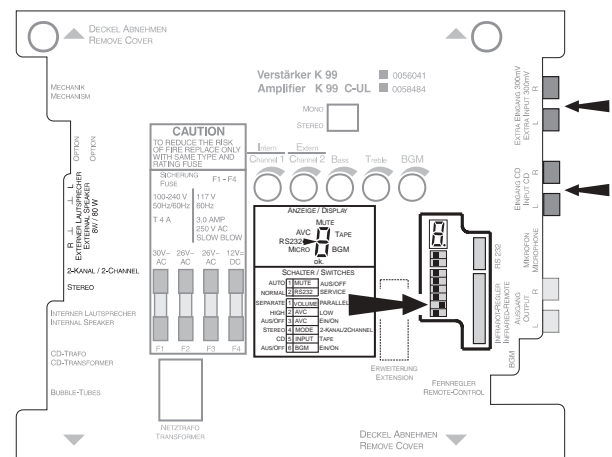 DECKEL ABNEHMEN
REMOVE COVER
MECHANIK
MECHANISM
Verstärker K 99 0056041
Amplifier K 99 C-UL 0058484
MONO
STEREO
CAUTION
TO REDUCE THE RISK
OF FIRE REPLACE ONLY
WITH SAME TYPE AND
RATING FUSE
SICHERUNG
FUSE
F1 - F4
100-240 V
50Hz/60Hz
117 V
60Hz
T 4 A
3,0 AMP
250 V AC
SLOW BLOW
30V~
AC
26V~
AC
26V~
AC
12V=
DC
F1 F2 F3 F4
Intern Extern
Channel 1 Channel 2 Bass Treble BGM
ANZEIGE / DISPLAY
MUTE
AVC TAPE
RS232
MICRO BGM
ok.
SCHALTER / SWITCHES
AUTO 1 MUTE AUS/OFF
NORMAL 2 RS232 SERVICE
SEPARATE 1 VOLUME PARALLEL
HIGH 2 AVC LOW
AUS/OFF 3 AVC EIN/ON
STEREO 4 MODE 2-KANAL/2CHANNEL
CD 5 INPUT TAPE
AUS/OFF 6 BGM EIN/ON
OPTION
OPTION
R L L
EXTERNER LAUTSPRECHER
EXTERNAL SPEAKER
8W / 80 W
2-KANAL / 2-CHANNEL
STEREO
INTERNER LAUTSPRECHER
INTERNAL SPEAKER
CD-TRAFO
CD-TRANSFORMER
BUBBLE-TUBES
NETZTRAFO
TRANSFORMER
ERWEITERUNG
EXTENSION
EXTRA EINGANG 300mV
EXTRA INPUT 300mV
R
L
EINGANG CD
INPUT CD
R
L
MIKROFON
MICROPHONE
RS 232
INFRAROT-REGLER
INFRARED-REMOTE
AUSGANG
OUTPUT
R
L
BGM
FERNREGLER
REMOTE-CONTROL
DECKEL ABNEHMEN
REMOVE COVER